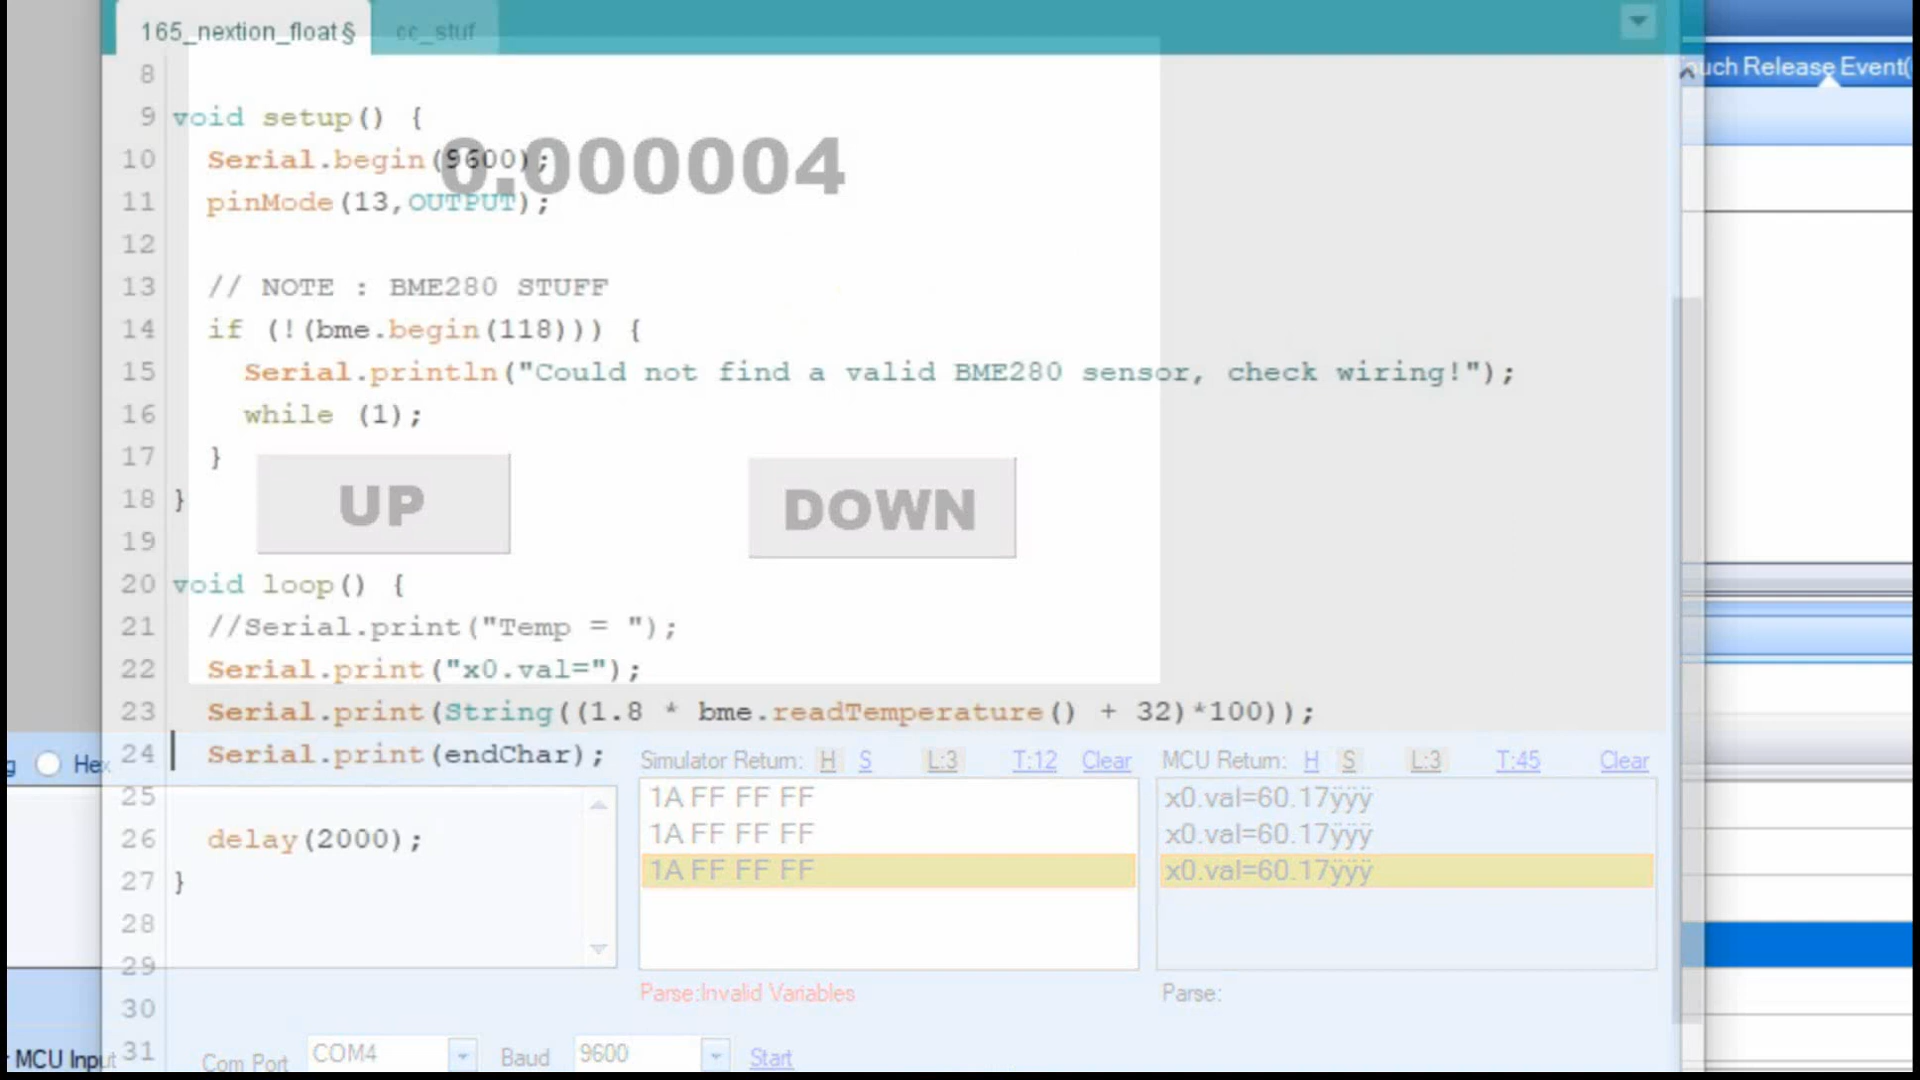 165_nextion_float§ cc_stuf
uch Release Event(
8
9 void setup() {
10 Serial.begin(9600);
0.000004
11 pinMode(13,OUTPUT);
12
13 // NOTE : BME280 STUFF
14 if (!(bme.begin(118))) {
15 Serial.println("Could not find a valid BME280 sensor, check wiring!");
16 while (1);
17 }
18 }
UP DOWN
19
20 void loop() {
21 //Serial.print("Temp = ");
22 Serial.print("x0.val=");
23 Serial.print(String((1.8 * bme.readTemperature() + 32)*100));
24 Serial.print(endChar);
g Hex
Simulator Return: H S L:3 T:12 Clear MCU Return: H S L:3 T:45 Clear
25
1A FF FF FF x0.val=60.17ÿÿÿ
26 delay(2000);
1A FF FF FF x0.val=60.17ÿÿÿ
27 }
1A FF FF FF x0.val=60.17ÿÿÿ
28
29
Parse:Invalid Variables Parse:
30
31
MCU Input Com Port COM4 Baud 9600 Start